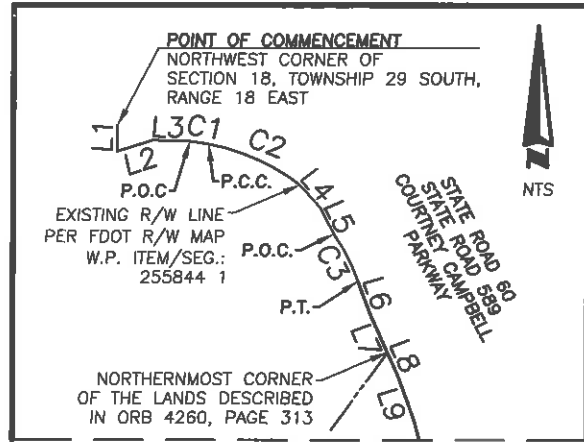 POINT OF COMMENCEMENT
NORTHWEST CORNER OF
SECTION 18, TOWNSHIP 29 SOUTH,
RANGE 18 EAST
L1
L2
L3
C1
C2
P.O.C
P.C.C.
N
NTS
L4
EXISTING R/W LINE
PER FDOT R/W MAP
W.P. ITEM/SEG.:
255844 1
L5
P.O.C.
C3
STATE ROAD 60
STATE ROAD 589
COURTNEY CAMPBELL
PARKWAY
P.T.
L6
L7
L8
NORTHERNMOST CORNER
OF THE LANDS DESCRIBED
IN ORB 4260, PAGE 313
L9